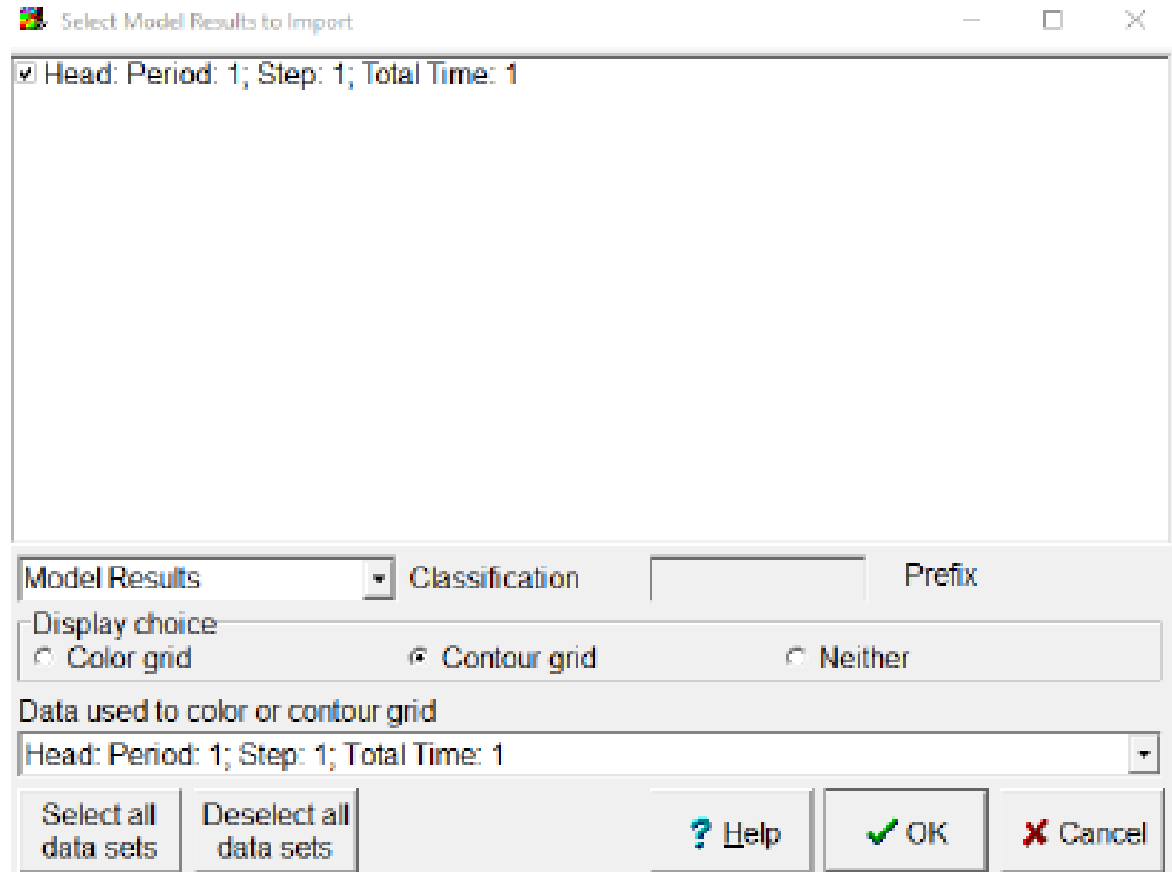 Select Model Results to Import
Head: Period: 1; Step: 1; Total Time: 1
Model Results Classification Prefix
Display choice
Color grid Contour grid Neither
Data used to color or contour grid
Head: Period: 1; Step: 1; Total Time: 1
Select all Deselect all ? Help OK Cancel
data sets data sets